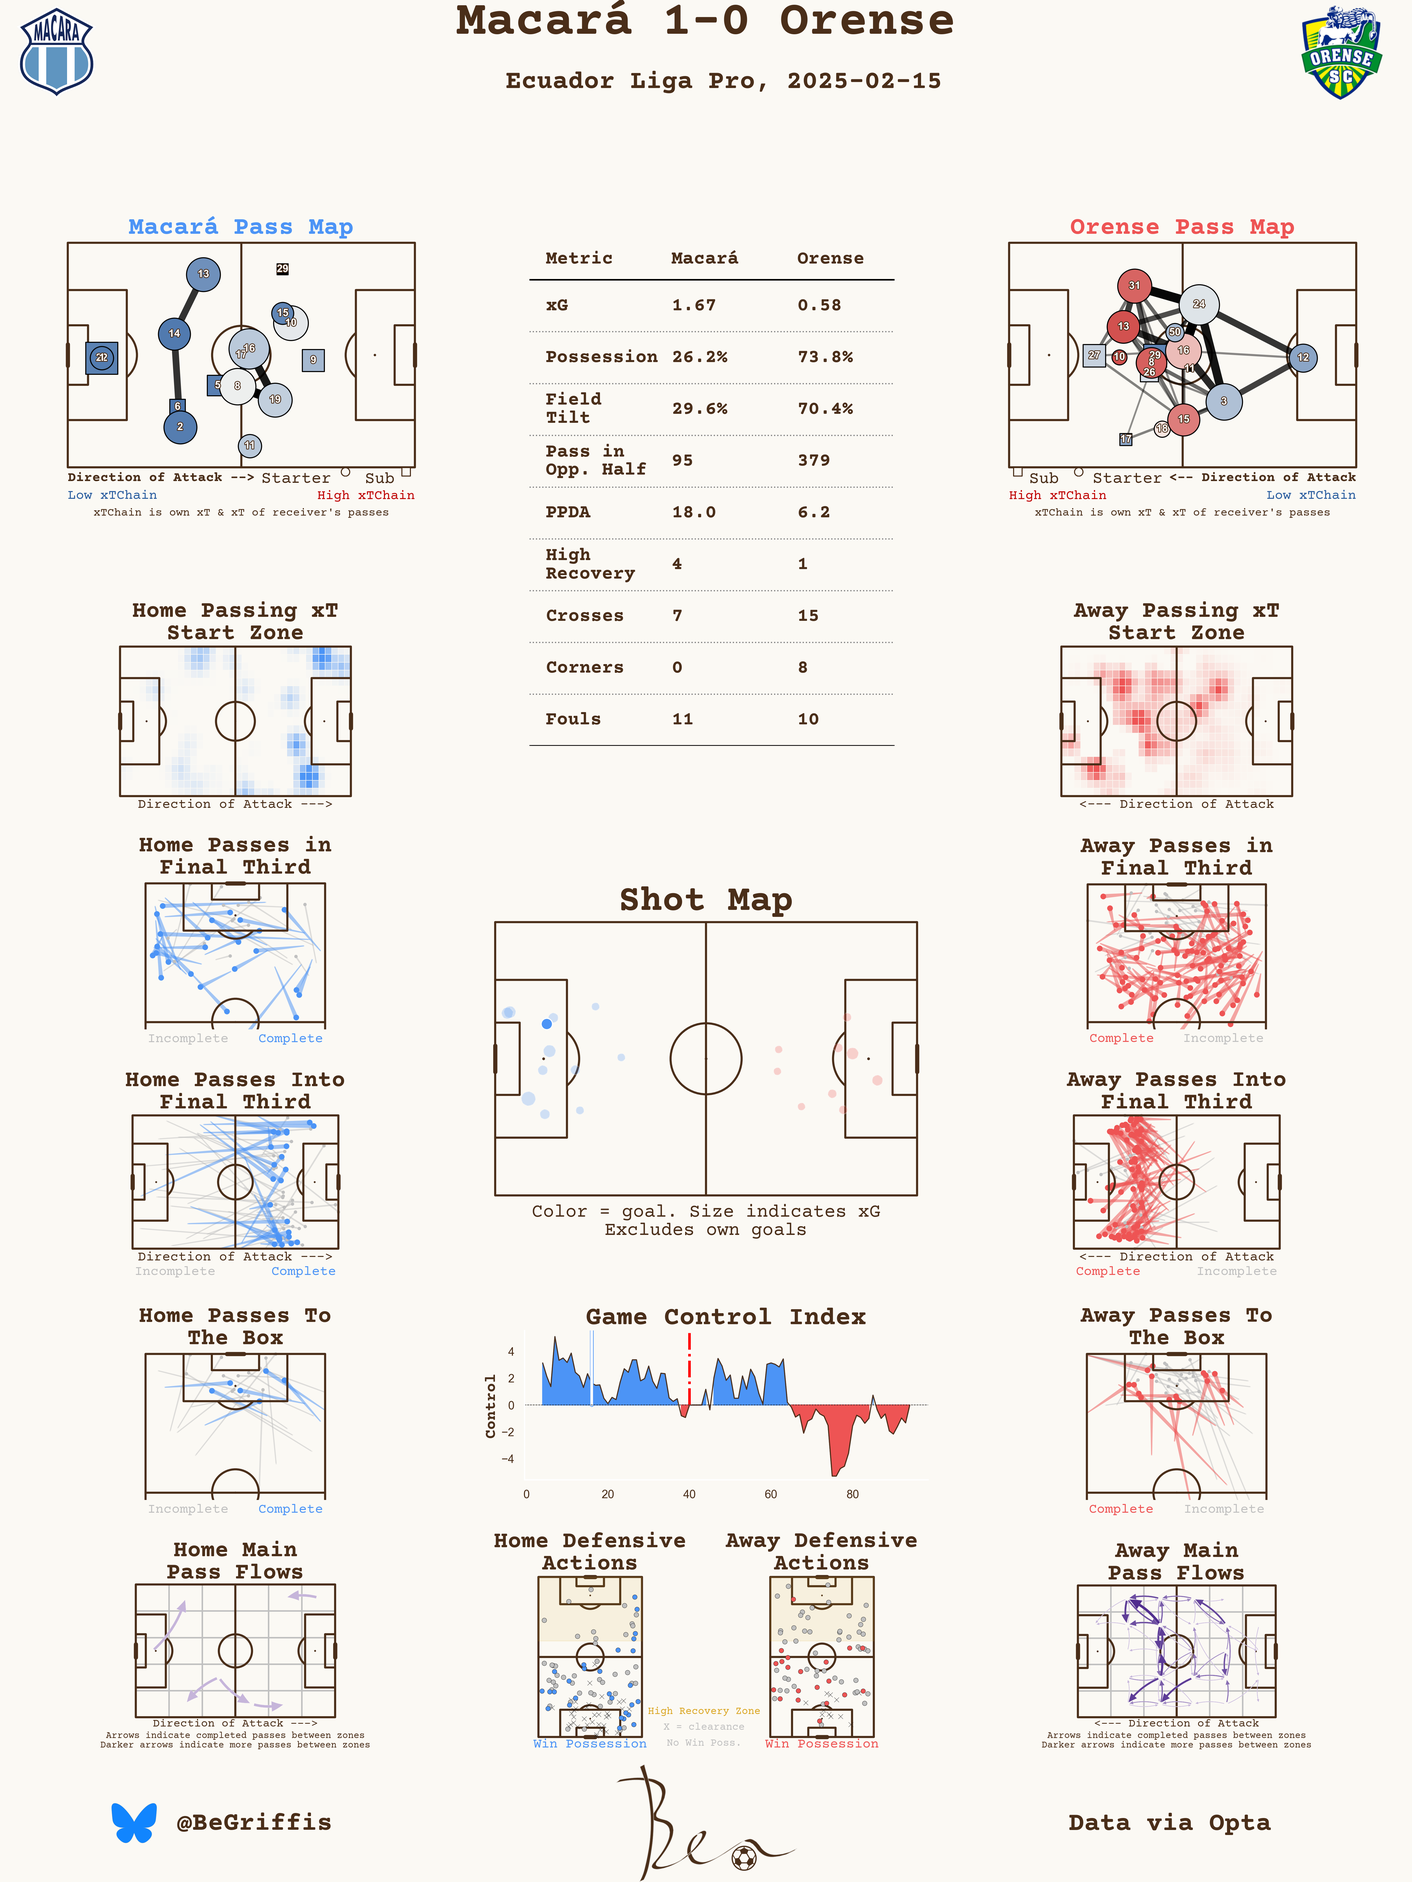 Macará 1-0 Orense
Ecuador Liga Pro, 2025-02-15
MACARA
ORENSE
SC
Macará Pass Map
13
29
14
15
10
16
17
9
5
8
6
19
2
11
Direction of Attack --> Starter Sub
Low xTChain High xTChain
xTChain is own xT & xT of receiver's passes
Metric Macará Orense
xG 1.67 0.58
Possession 26.2% 73.8%
Field
Tilt 29.6% 70.4%
Pass in
Opp. Half 95 379
PPDA 18.0 6.2
High
Recovery 4 1
Crosses 7 15
Corners 0 8
Fouls 11 10
Orense Pass Map
31
24
13
50
27
10
29
16
12
8
11
26
3
15
18
17
Sub Starter <-- Direction of Attack
High xTChain Low xTChain
xTChain is own xT & xT of receiver's passes
Home Passing xT
Start Zone
Direction of Attack --->
Away Passing xT
Start Zone
<--- Direction of Attack
Home Passes in
Final Third
Incomplete Complete
Away Passes in
Final Third
Complete Incomplete
Shot Map
Color = goal. Size indicates xG
Excludes own goals
Home Passes Into
Final Third
Direction of Attack --->
Incomplete Complete
Away Passes Into
Final Third
<--- Direction of Attack
Complete Incomplete
Home Passes To
The Box
Incomplete Complete
Game Control Index
Control
4
2
0
−2
−4
0 20 40 60 80
Away Passes To
The Box
Complete Incomplete
Home Main
Pass Flows
Direction of Attack --->
Arrows indicate completed passes between zones
Darker arrows indicate more passes between zones
Home Defensive
Actions
Win Possession
Away Defensive
Actions
Win Possession
High Recovery Zone
X = clearance
No Win Poss.
Away Main
Pass Flows
<--- Direction of Attack
Arrows indicate completed passes between zones
Darker arrows indicate more passes between zones
@BeGriffis
Ben
Data via Opta